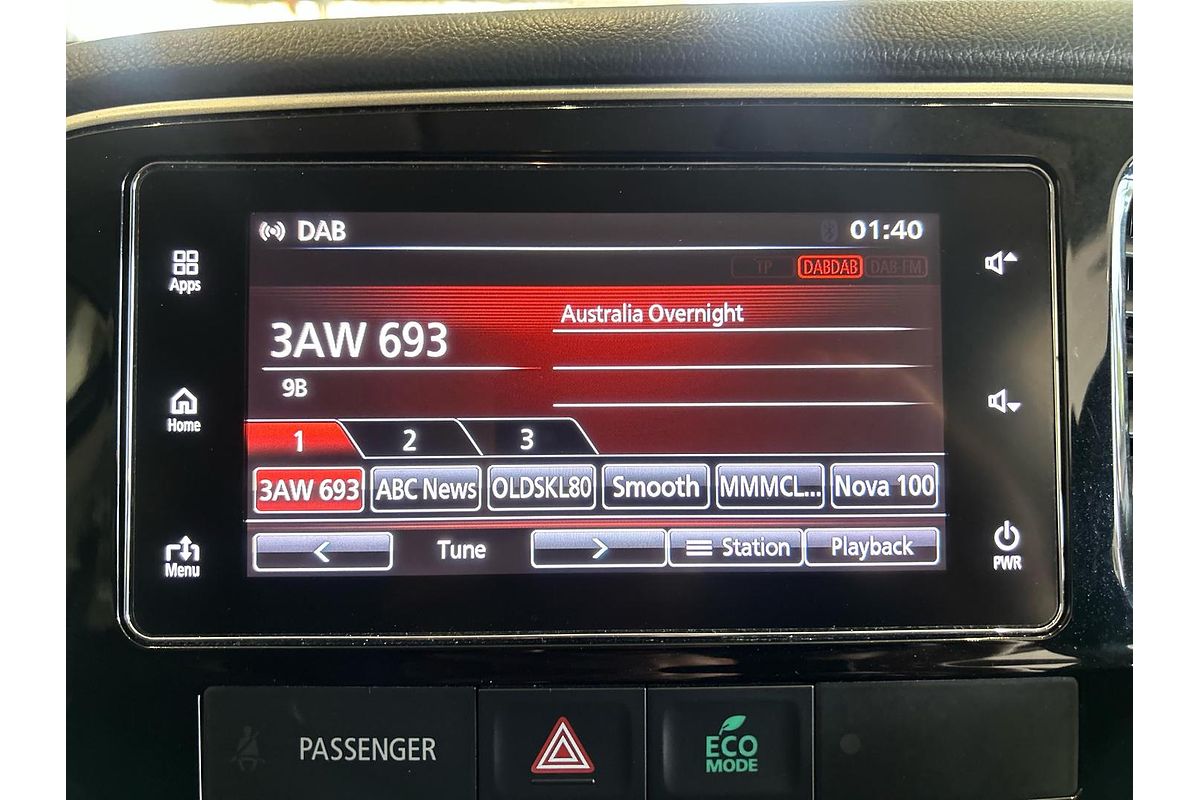 DAB
01:40
TP
DABDAB
DAB-FM
Apps
Australia Overnight
3AW 693
9B
Home
1
2
3
3AW 693
ABC News
OLDSKL80
Smooth
MMMCL...
Nova 100
Menu
Tune
Station
Playback
PWR
PASSENGER
ECO
MODE